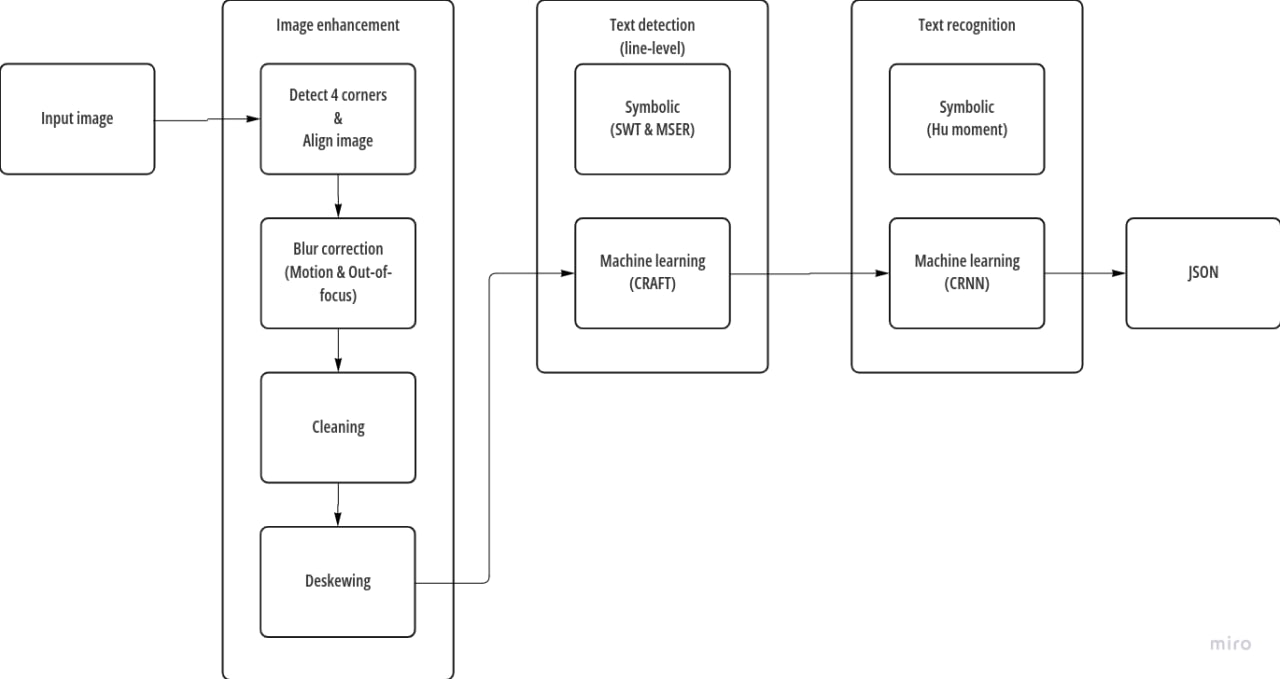 Input image
Image enhancement
Detect 4 corners
&
Align image
Blur correction
(Motion & Out-of-
focus)
Cleaning
Deskewing
Text detection
(line-level)
Symbolic
(SWT & MSER)
Machine learning
(CRAFT)
Text recognition
Symbolic
(Hu moment)
Machine learning
(CRNN)
JSON
miro